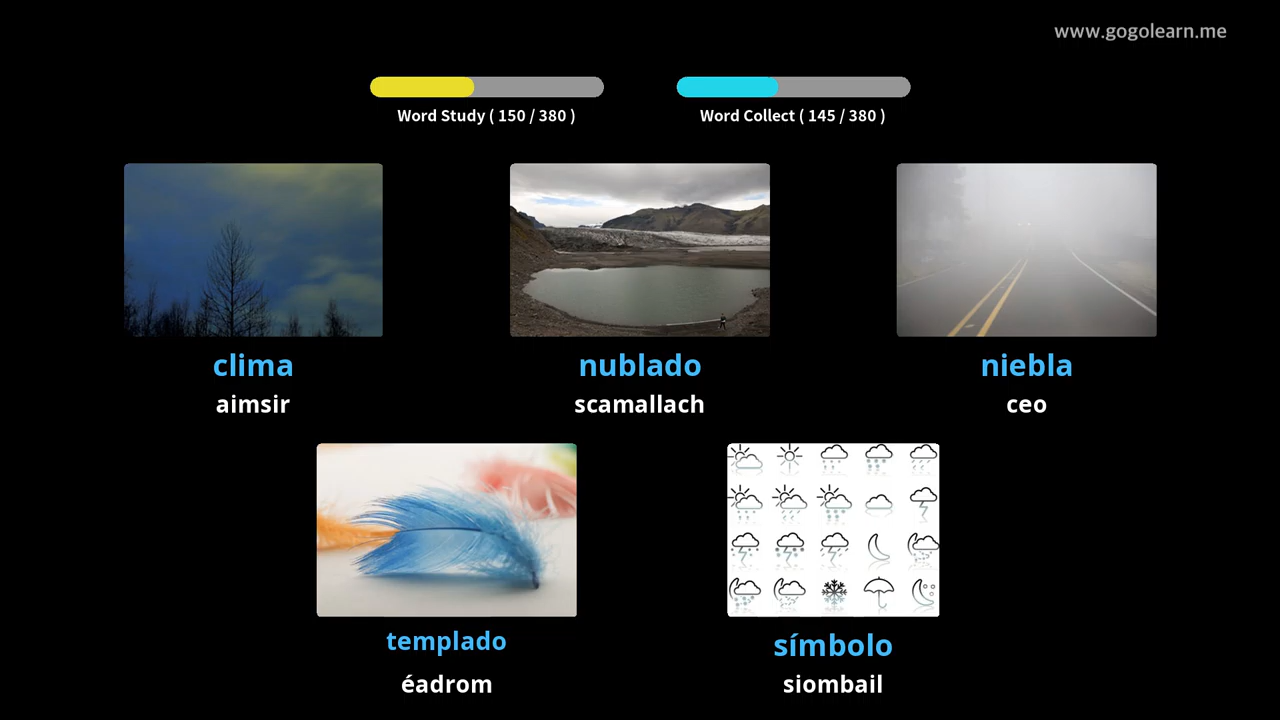 www.gogolearn.me
Word Study ( 150 / 380 )
Word Collect ( 145 / 380 )
clima
aimsir
nublado
scamallach
niebla
ceo
templado
éadrom
símbolo
siombail